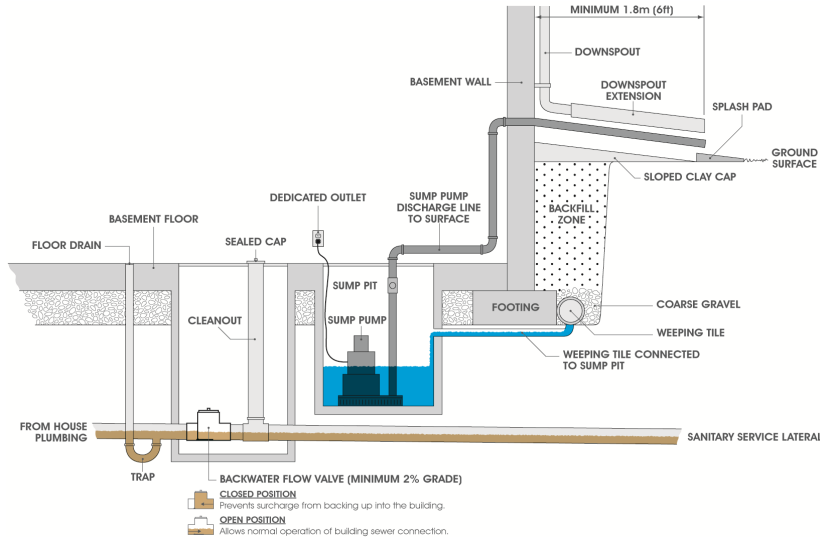 MINIMUM 1.8m (6ft)
DOWNSPOUT
BASEMENT WALL
DOWNSPOUT
EXTENSION
SPLASH PAD
GROUND
SURFACE
SLOPED CLAY CAP
DEDICATED OUTLET
SUMP PUMP
DISCHARGE LINE
TO SURFACE
BACKFILL
ZONE
BASEMENT FLOOR
FLOOR DRAIN
SEALED CAP
SUMP PIT
FOOTING
COARSE GRAVEL
CLEANOUT
SUMP PUMP
WEEPING TILE
WEEPING TILE CONNECTED
TO SUMP PIT
FROM HOUSE
PLUMBING
SANITARY SERVICE LATERAL
TRAP
BACKWATER FLOW VALVE (MINIMUM 2% GRADE)
CLOSED POSITION
Prevents surcharge from backing up into the building.
OPEN POSITION
Allows normal operation of building sewer connection.